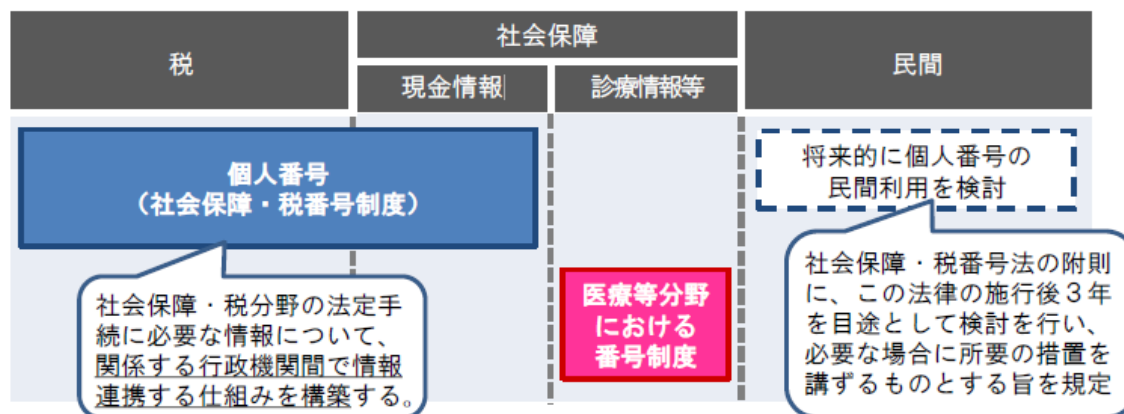 税
社会保障
現金情報
診療情報等
民間
個人番号
（社会保障・税番号制度）
将来的に個人番号の
民間利用を検討
社会保障・税分野の法定手
続に必要な情報について、
関係する行政機関間で情報
連携する仕組みを構築する。
医療等分野
における
番号制度
社会保障・税番号法の附則
に、この法律の施行後３年
を目途として検討を行い、
必要な場合に所要の措置を
講ずるものとする旨を規定